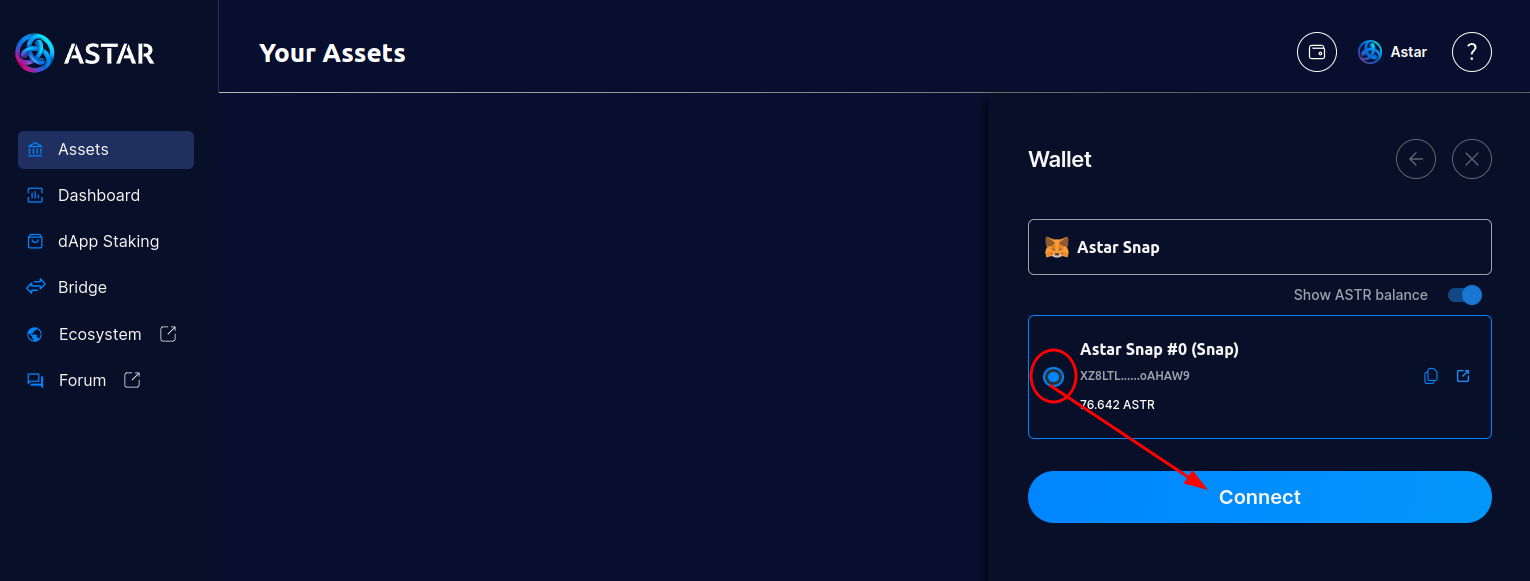 ASTAR
Your Assets
Astar
?
Assets
Dashboard
dApp Staking
Bridge
Ecosystem
Forum
Wallet
Astar Snap
Show ASTR balance
Astar Snap #0 (Snap)
XZ8LTL......oAHAW9
76.642 ASTR
Connect